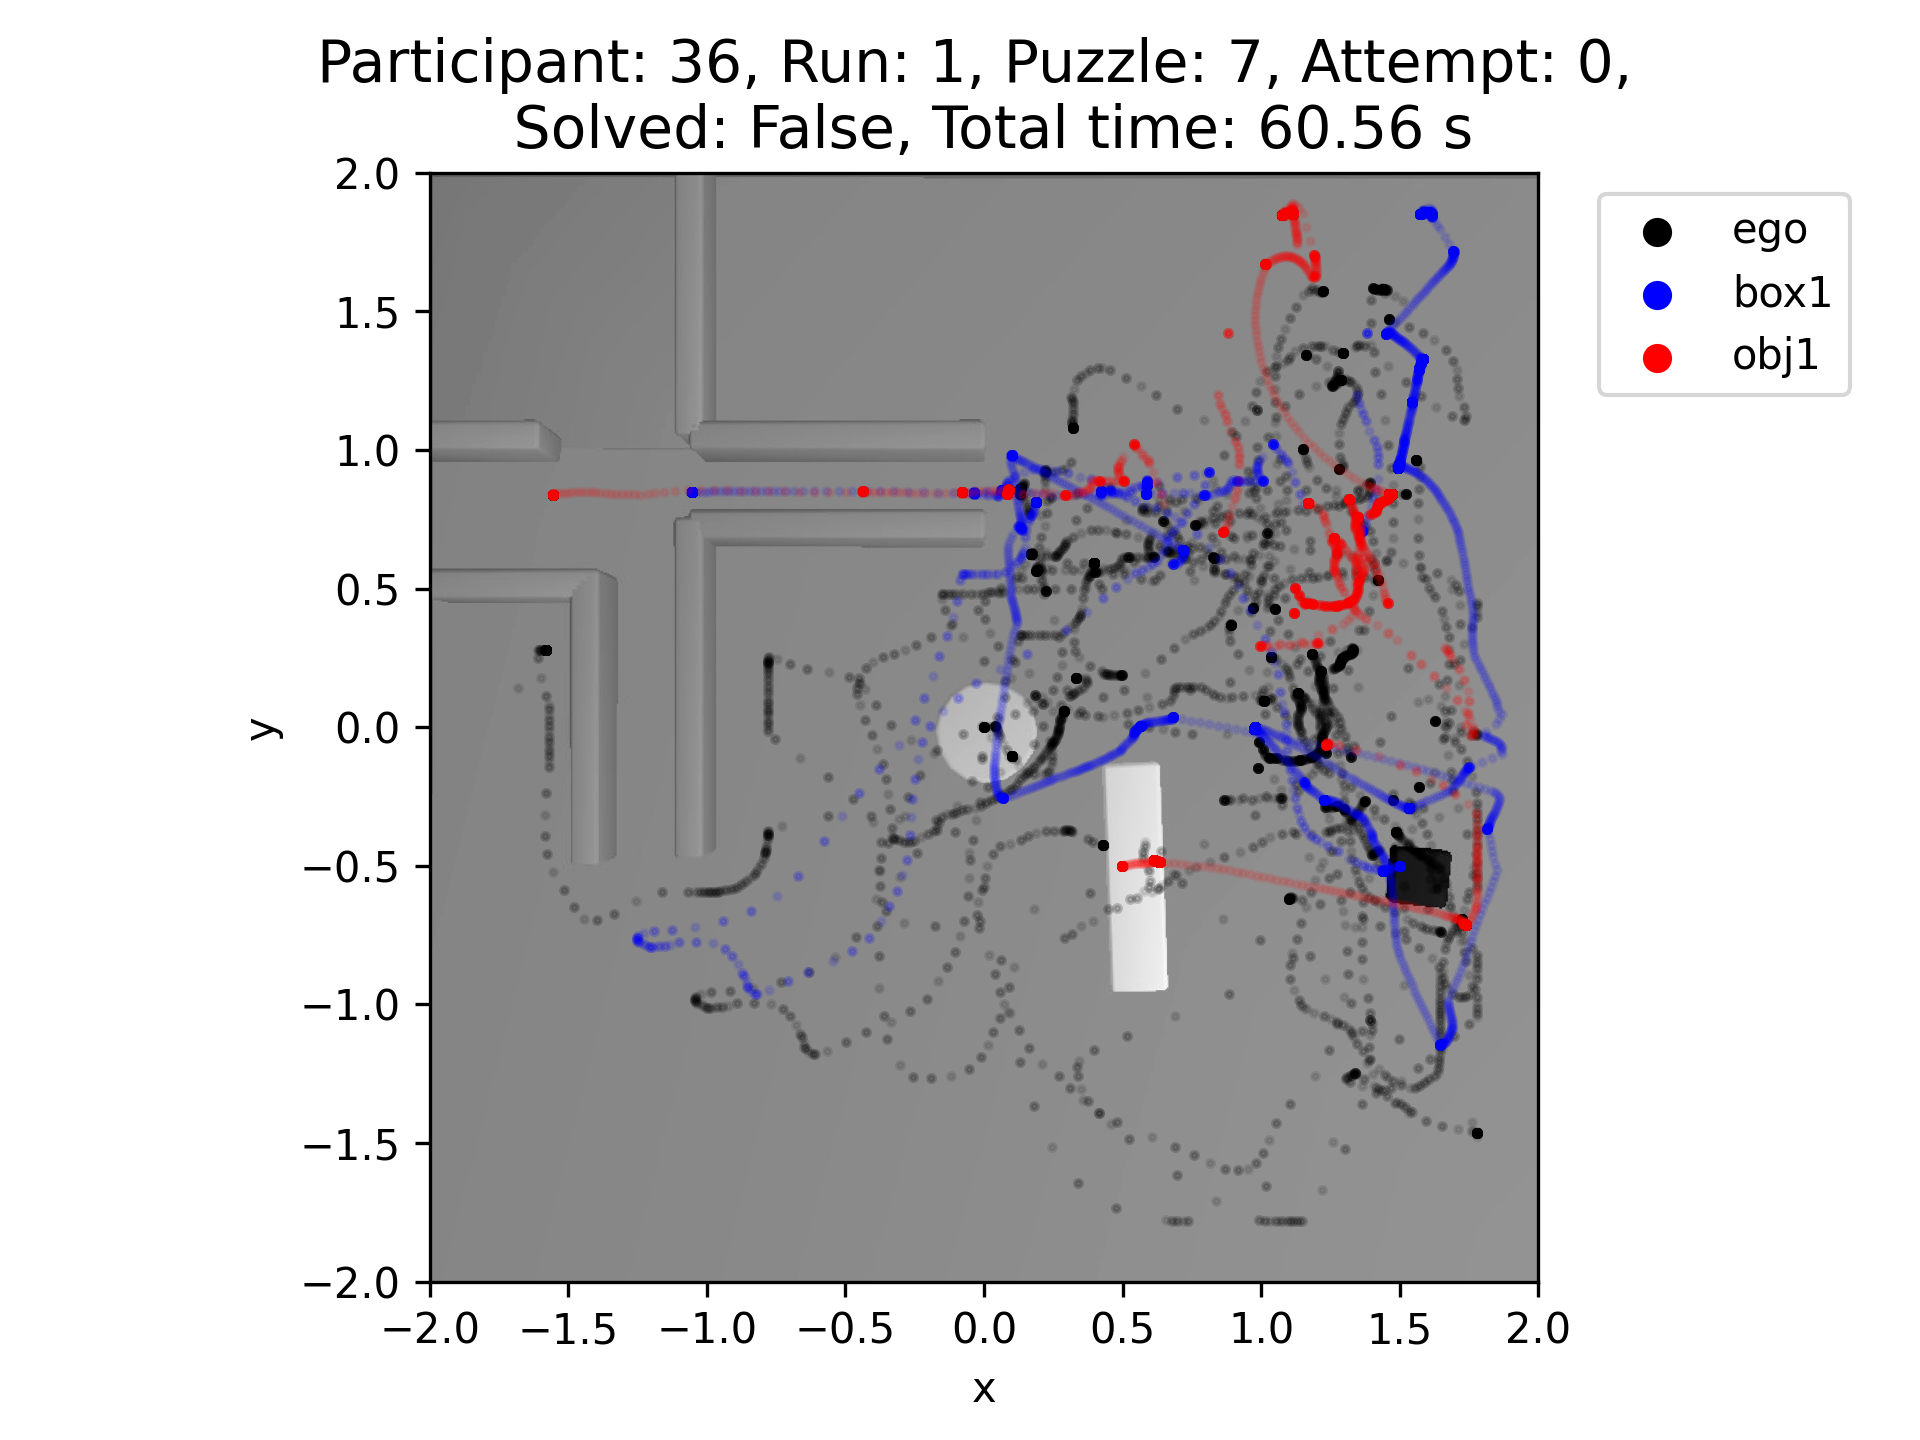 Participant: 36, Run: 1, Puzzle: 7, Attempt: 0,
Solved: False, Total time: 60.56 s
2.0
1.5
1.0
0.5
0.0
−0.5
−1.0
−1.5
−2.0
y
−2.0 −1.5 −1.0 −0.5 0.0 0.5 1.0 1.5 2.0
x
ego
box1
obj1